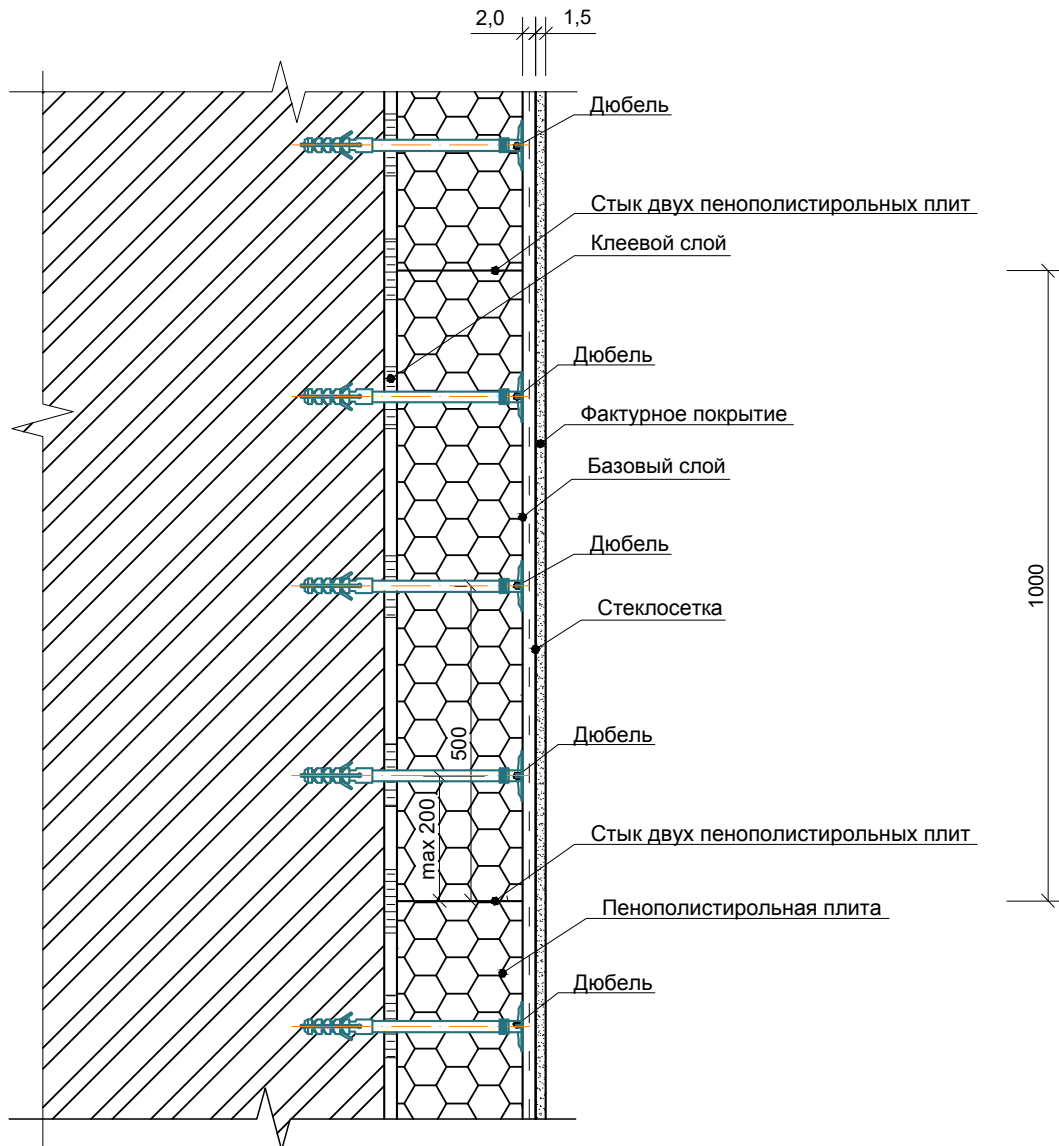 2,0
1,5
Дюбель
Стык двух пенополистирольных плит
Клеевой слой
Дюбель
Фактурное покрытие
Базовый слой
Дюбель
Стеклосетка
1000
500
Дюбель
max 200
Стык двух пенополистирольных плит
Пенополистирольная плита
Дюбель